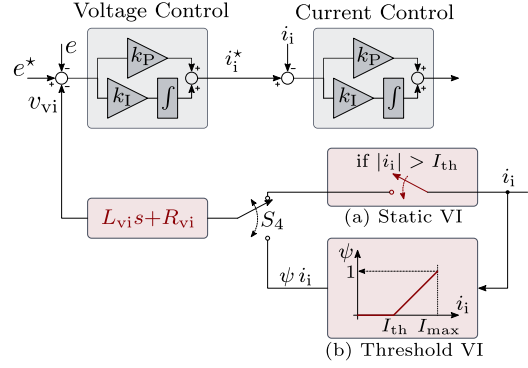 Voltage Control
Current Control
e
i_i
e*
v_vi
k_P
k_I
∫
i_i*
k_P
k_I
∫
if |i_i| > I_th
i_i
(a) Static VI
L_vi s+R_vi
S_4
ψ i_i
ψ
1
i_i
I_th I_max
(b) Threshold VI